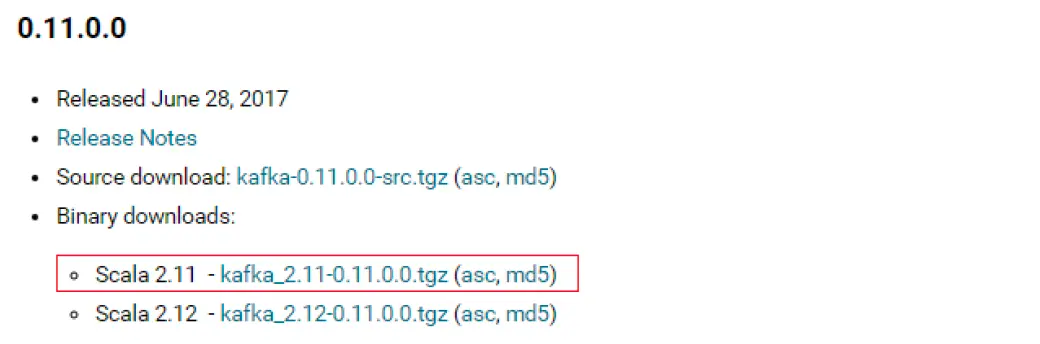 0.11.0.0
• Released June 28, 2017
• Release Notes
• Source download: kafka-0.11.0.0-src.tgz (asc, md5)
• Binary downloads:
◦ Scala 2.11 - kafka_2.11-0.11.0.0.tgz (asc, md5)
◦ Scala 2.12 - kafka_2.12-0.11.0.0.tgz (asc, md5)